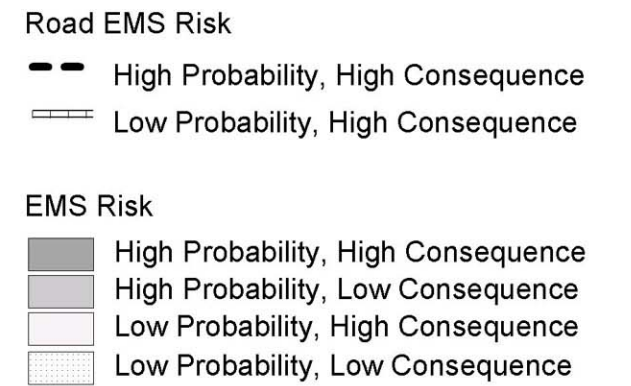 Road EMS Risk
High Probability, High Consequence
Low Probability, High Consequence
EMS Risk
High Probability, High Consequence
High Probability, Low Consequence
Low Probability, High Consequence
Low Probability, Low Consequence